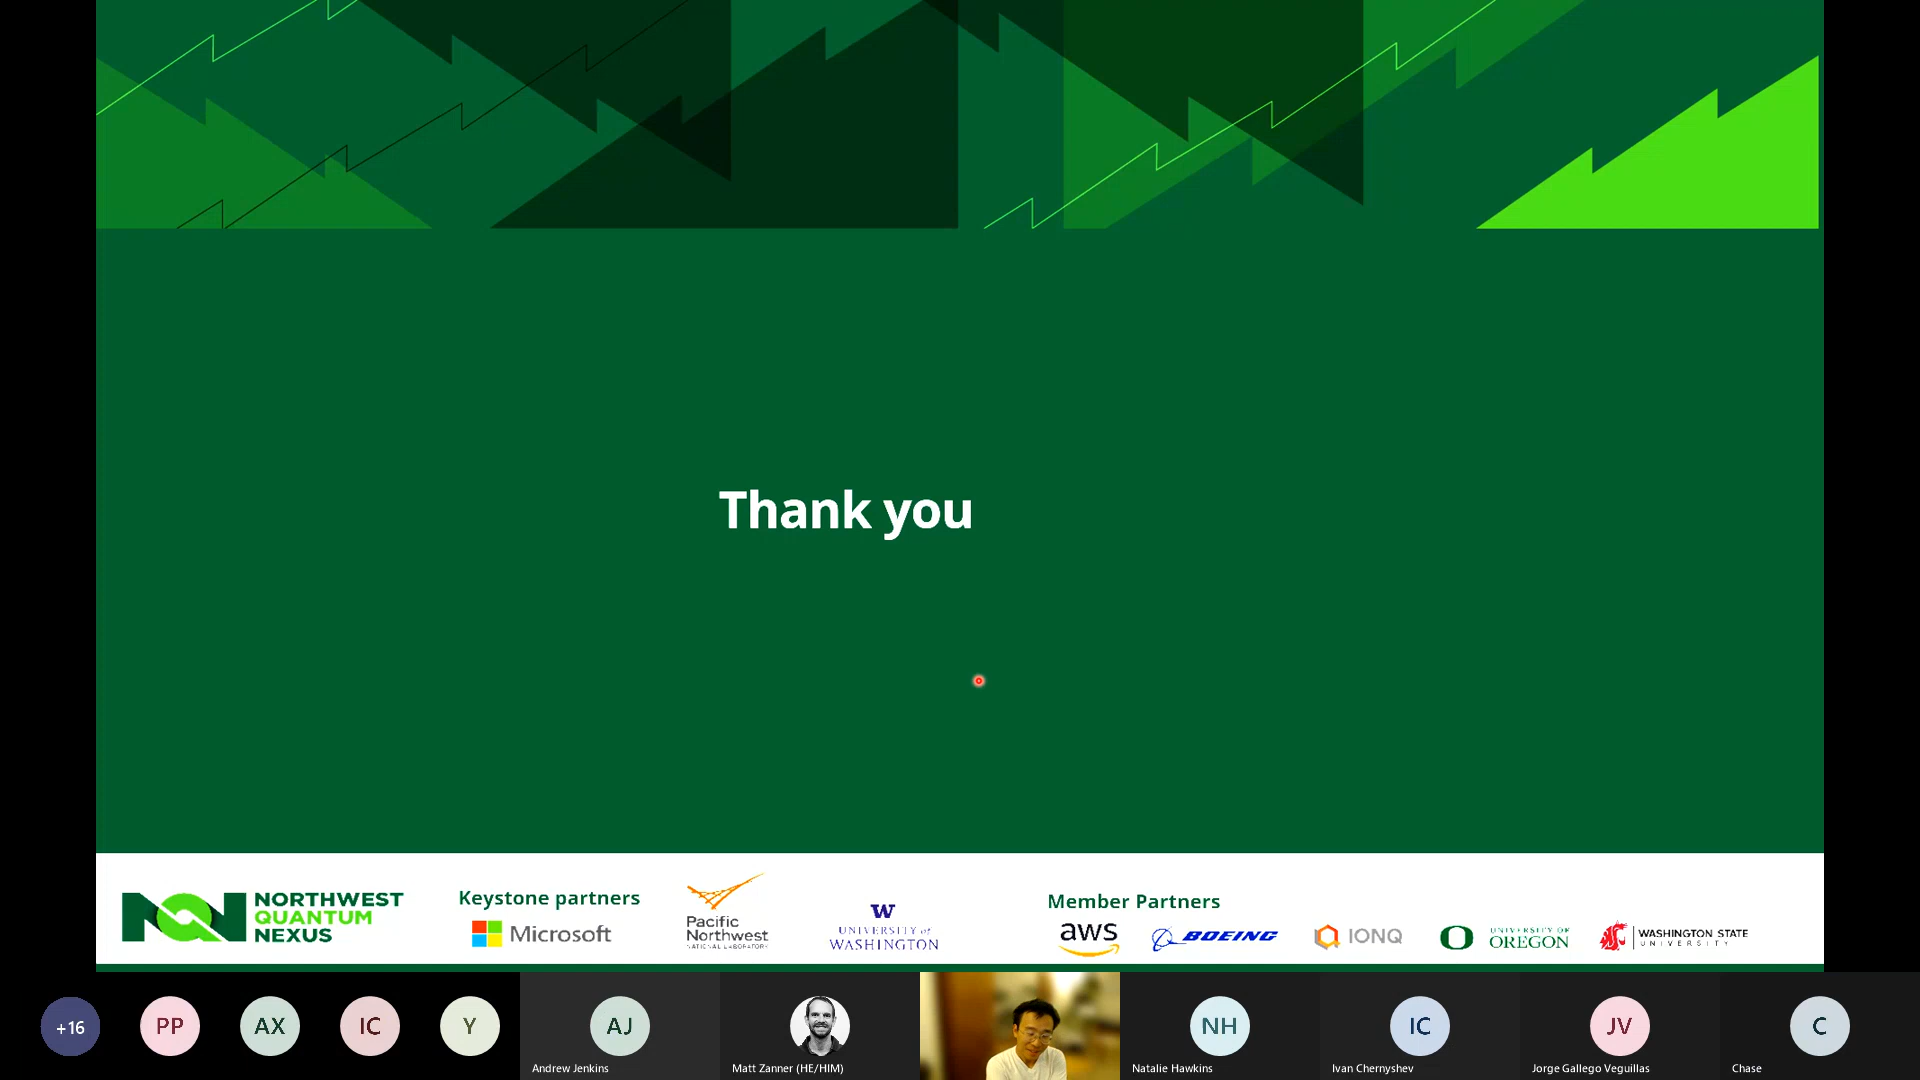 Thank you
NORTHWEST
QUANTUM
NEXUS
Keystone partners
Microsoft
Pacific
Northwest
NATIONAL LABORATORY
W
UNIVERSITY of
WASHINGTON
Member Partners
aws
BOEING
IONQ
O
UNIVERSITY OF
OREGON
WASHINGTON STATE
UNIVERSITY
+16
PP
AX
IC
Y
AJ
Andrew Jenkins
Matt Zanner (HE/HIM)
NH
Natalie Hawkins
IC
Ivan Chernyshev
JV
Jorge Gallego Veguillas
C
Chase